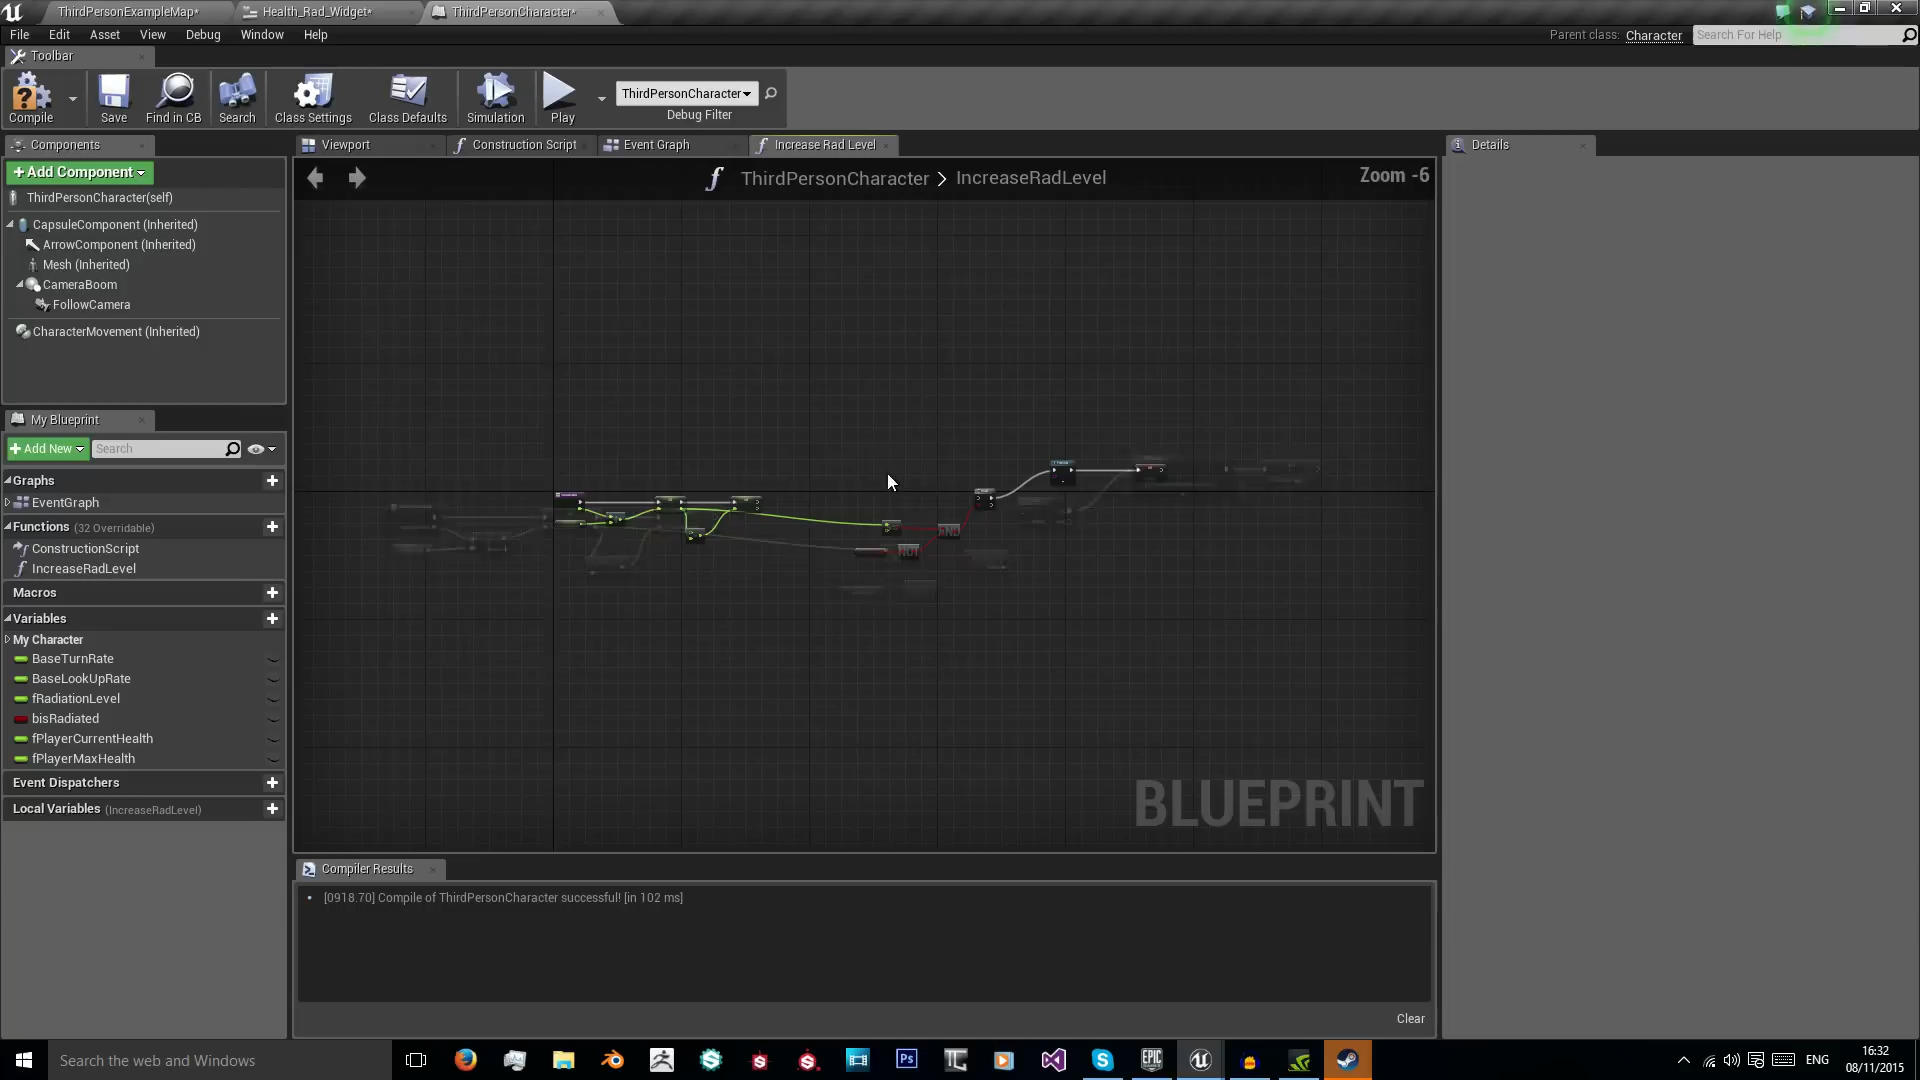 ThirdPersonExampleMap*
Health_Rad_Widget*
ThirdPersonCharacter*
File Edit Asset View Debug Window Help
Parent class: Character
Search For Help
Toolbar
Compile
Save
Find in CB
Search
Class Settings
Class Defaults
Simulation
Play
ThirdPersonCharacter
Debug Filter
Components
Viewport
Construction Script
Event Graph
Increase Rad Level
Details
+Add Component
ThirdPersonCharacter > IncreaseRadLevel
Zoom -6
ThirdPersonCharacter(self)
CapsuleComponent (Inherited)
ArrowComponent (Inherited)
Mesh (Inherited)
CameraBoom
FollowCamera
CharacterMovement (Inherited)
My Blueprint
+Add New
Search
Graphs
EventGraph
Functions (32 Overridable)
ConstructionScript
IncreaseRadLevel
Macros
Variables
My Character
BaseTurnRate
BaseLookUpRate
fRadiationLevel
bisRadiated
fPlayerCurrentHealth
fPlayerMaxHealth
Event Dispatchers
Local Variables (IncreaseRadLevel)
AND
NOT
BLUEPRINT
Compiler Results
[0918.70] Compile of ThirdPersonCharacter successful! [in 102 ms]
Clear
Search the web and Windows
Ps
EPIC
ENG
16:32
08/11/2015